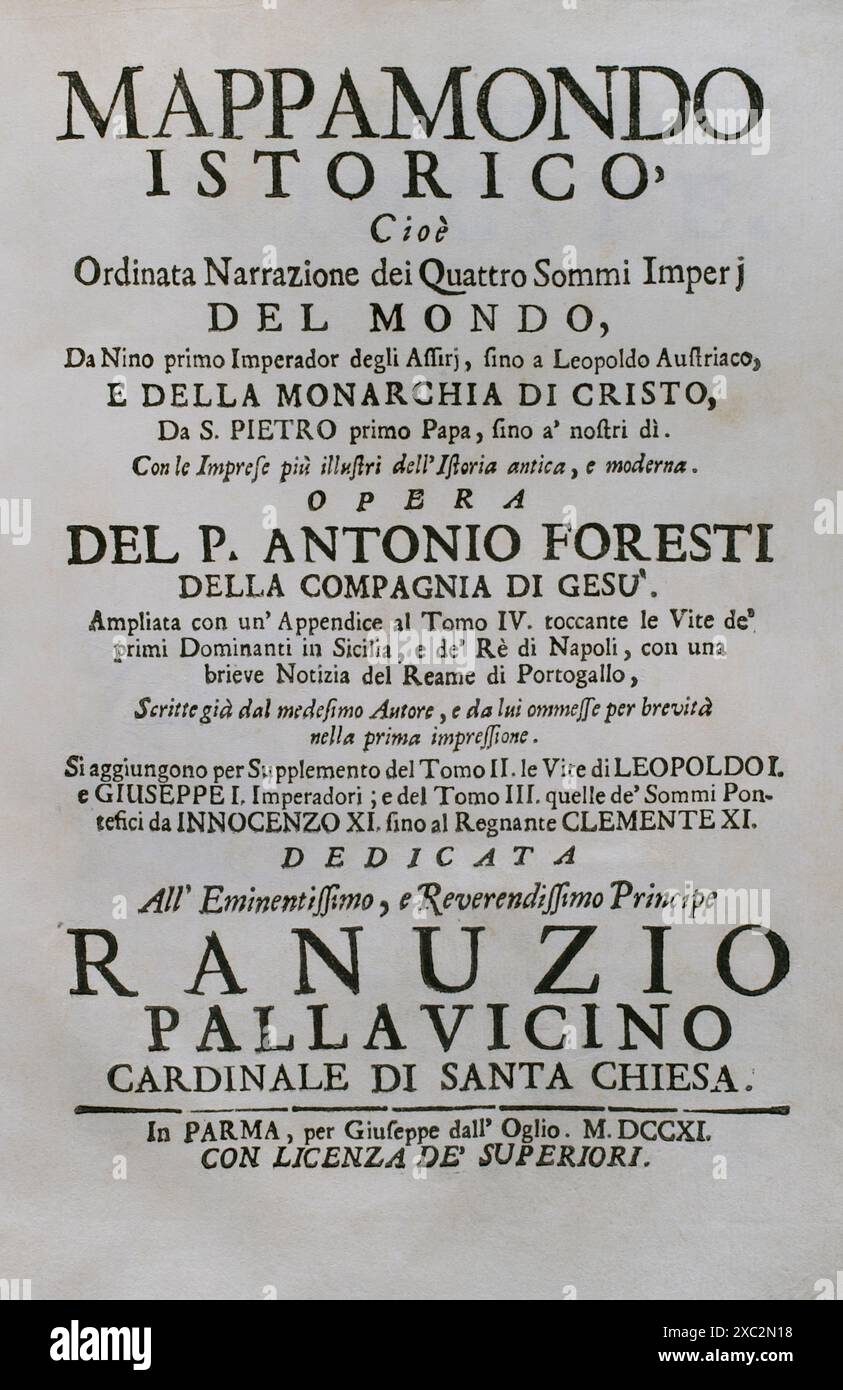 MAPPAMONDO
ISTORICO,
Cioè
Ordinata Narrazione dei Quattro Sommi Imperj
DEL MONDO,
Da Nino primo Imperador degli Aſſirj, ſino a Leopoldo Auſtriaco,
E DELLA MONARCHIA DI CRISTO,
Da S. PIETRO primo Papa, ſino a' noſtri dì.
Con le Impreſe più illuſtri dell'Iſtoria antica, e moderna.
OPERA
DEL P. ANTONIO FORESTI
DELLA COMPAGNIA DI GESU'.
Ampliata con un' Appendice al Tomo IV. toccante le Vite de'
primi Dominanti in Sicilia, e de' Rè di Napoli, con una
brieve Notizia del Reame di Portogallo,
Scritte già dal medeſimo Autore, e da lui ommeſſe per brevità
nella prima impreſſione.
Si aggiungono per Supplemento del Tomo II. le Vite di LEOPOLDO I.
e GIUSEPPE I. Imperadori; e del Tomo III. quelle de' Sommi Pon-
tefici da INNOCENZO XI. ſino al Regnante CLEMENTE XI.
DEDICATA
All' Eminentiſſimo, e Reverendiſſimo Principe
RANUZIO
PALLAVICINO
CARDINALE DI SANTA CHIESA.
In PARMA, per Giuſeppe dall' Oglio. M. DCCXI.
CON LICENZA DE' SUPERIORI.
alamy
Image ID: 2XC2N18
www.alamy.com